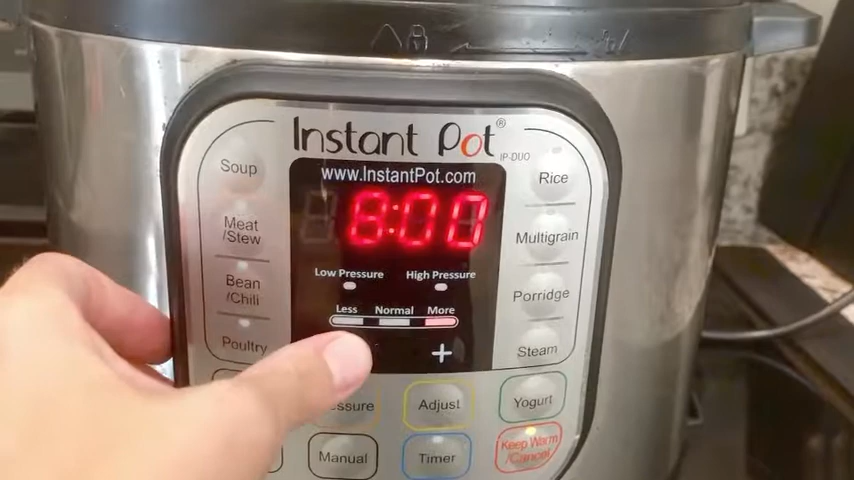 Instant Pot®
IP-DUO
www.InstantPot.com
Soup
Rice
8:00
Meat
/Stew
Multigrain
Low Pressure
High Pressure
Bean
/Chili
Porridge
Less
Normal
More
Poultry
+
Steam
Adjust
Yogurt
Manual
Timer
Keep Warm
/Cancel